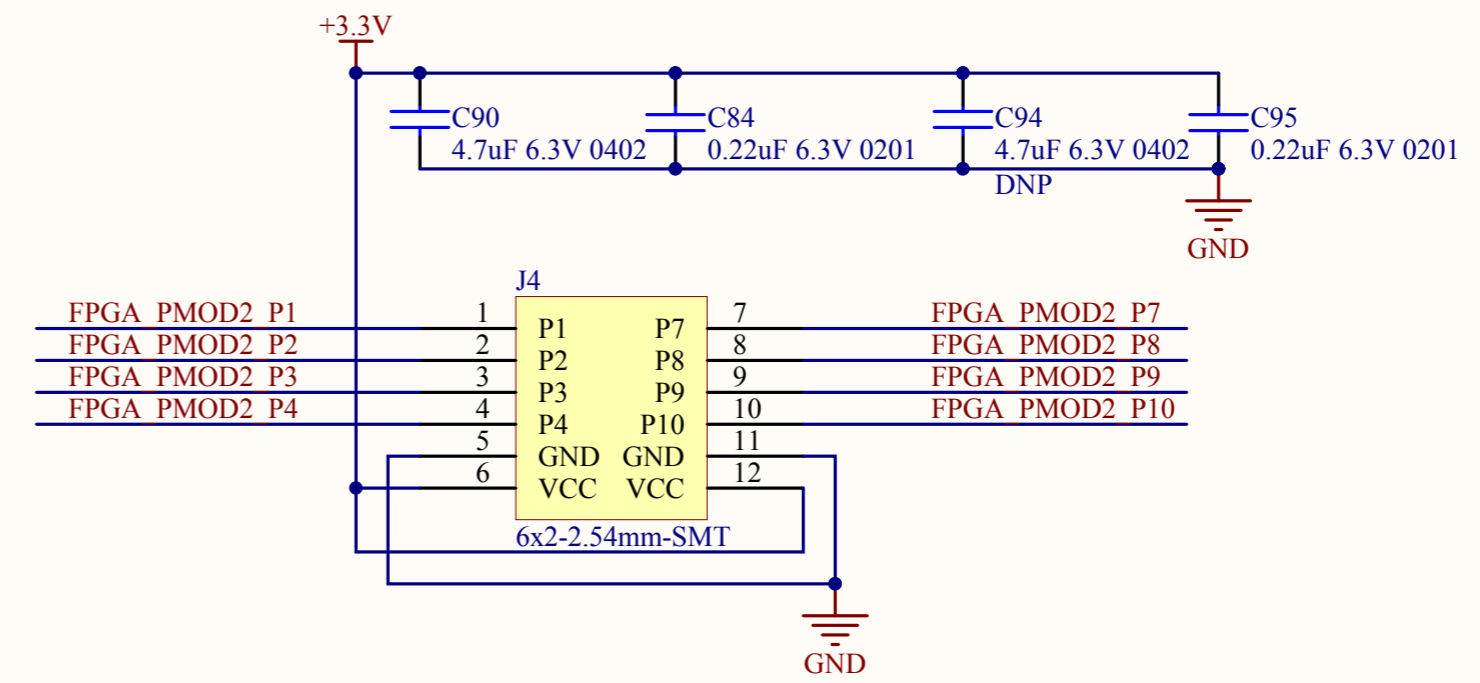 +3.3V
C90
4.7uF 6.3V 0402
C84
0.22uF 6.3V 0201
C94
4.7uF 6.3V 0402
DNP
C95
0.22uF 6.3V 0201
GND
J4
FPGA_PMOD2_P1 1 P1 P7 7 FPGA_PMOD2_P7
FPGA_PMOD2_P2 2 P2 P8 8 FPGA_PMOD2_P8
FPGA_PMOD2_P3 3 P3 P9 9 FPGA_PMOD2_P9
FPGA_PMOD2_P4 4 P4 P10 10 FPGA_PMOD2_P10
5 GND GND 11
6 VCC VCC 12
6x2-2.54mm-SMT
GND